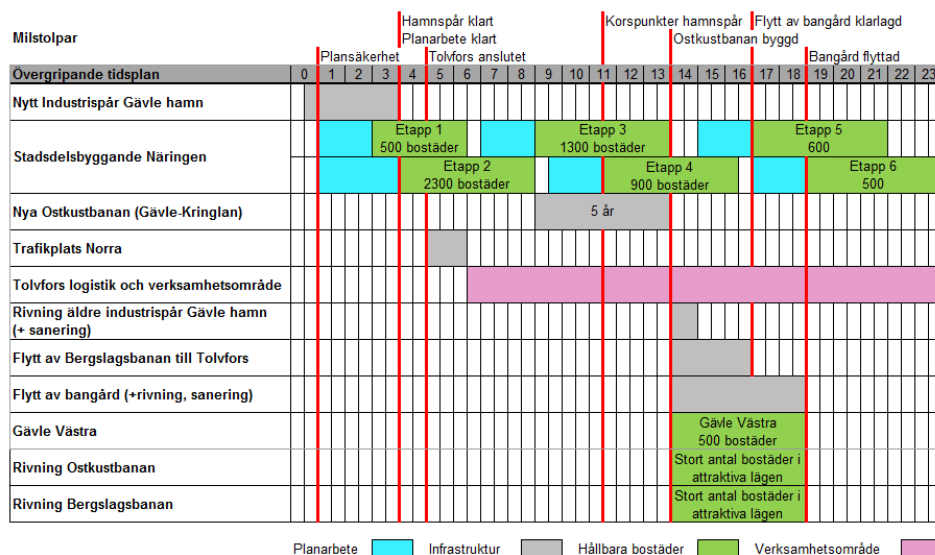 Milstolpar
Hamnspår klart
Planarbete klart
Korspunkter hamnspår
Flytt av bangård klarlagd
Ostkustbanan byggd
Plansäkerhet
Tolvfors anslutet
Bangård flyttad
Övergripande tidsplan 0 1 2 3 4 5 6 7 8 9 10 11 12 13 14 15 16 17 18 19 20 21 22 23
Nytt Industrispår Gävle hamn
Stadsdelsbyggande Näringen
Etapp 1
500 bostäder
Etapp 3
1300 bostäder
Etapp 5
600
Etapp 2
2300 bostäder
Etapp 4
900 bostäder
Etapp 6
500
Nya Ostkustbanan (Gävle-Kringlan)
5 år
Trafikplats Norra
Tolvfors logistik och verksamhetsområde
Rivning äldre industrispår Gävle hamn
(+ sanering)
Flytt av Bergslagsbanan till Tolvfors
Flytt av bangård (+rivning, sanering)
Gävle Västra
Gävle Västra
500 bostäder
Rivning Ostkustbanan
Stort antal bostäder i
attraktiva lägen
Rivning Bergslagsbanan
Stort antal bostäder i
attraktiva lägen
Planarbete Infrastruktur Hållbara bostäder Verksamhetsområde